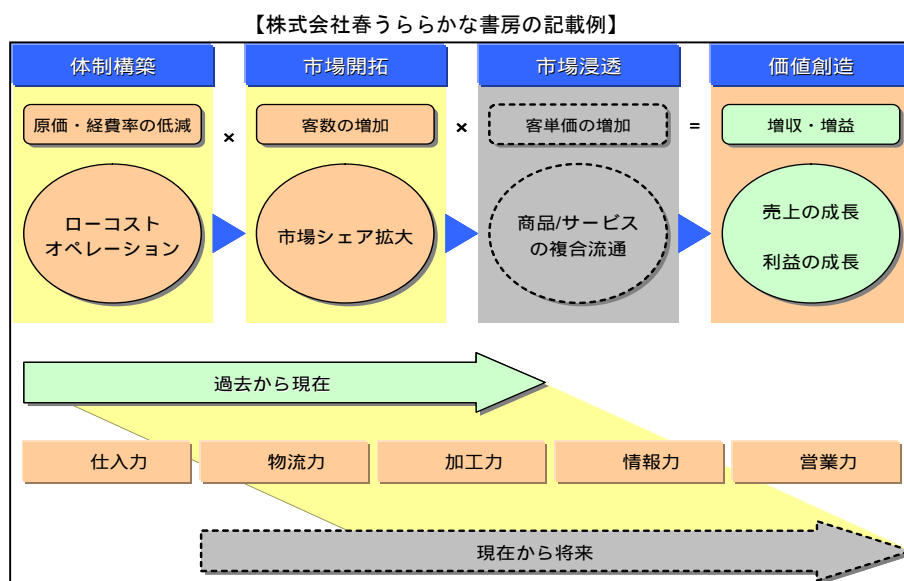 【株式会社春うららかな書房の記載例】
体制構築
市場開拓
市場浸透
価値創造
原価・経費率の低減
×
客数の増加
×
客単価の増加
=
増収・増益
ローコスト
オペレーション
市場シェア拡大
商品/サービス
の複合流通
売上の成長
利益の成長
過去から現在
仕入力
物流力
加工力
情報力
営業力
現在から将来